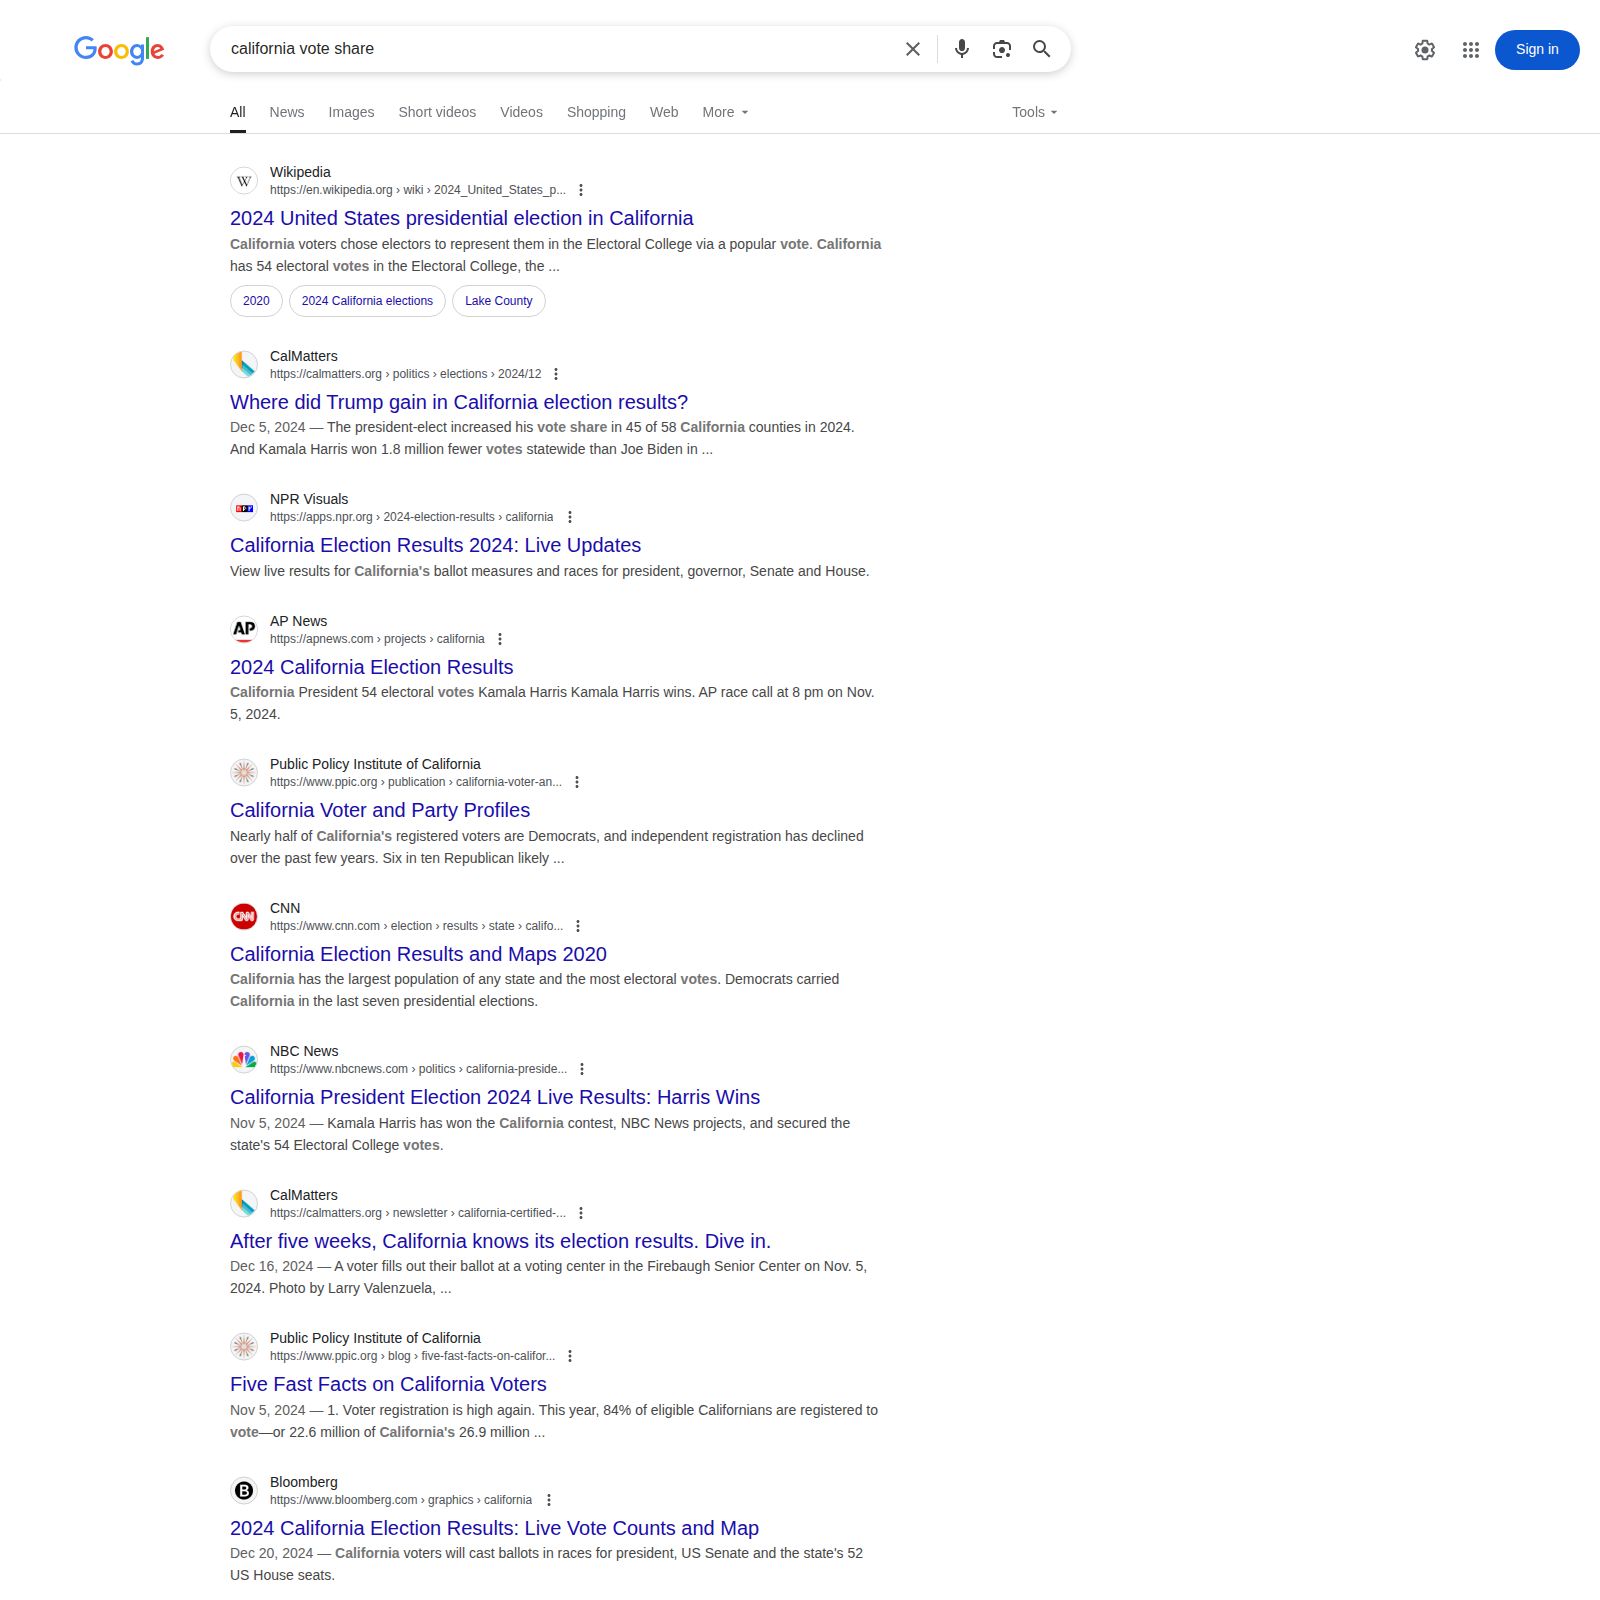 Google
california vote share
Sign in
All News Images Short videos Videos Shopping Web More Tools
W
Wikipedia
https://en.wikipedia.org › wiki › 2024_United_States_p...
2024 United States presidential election in California
California voters chose electors to represent them in the Electoral College via a popular vote. California
has 54 electoral votes in the Electoral College, the ...
2020 2024 California elections Lake County
CalMatters
https://calmatters.org › politics › elections › 2024/12
Where did Trump gain in California election results?
Dec 5, 2024 — The president-elect increased his vote share in 45 of 58 California counties in 2024.
And Kamala Harris won 1.8 million fewer votes statewide than Joe Biden in ...
npr
NPR Visuals
https://apps.npr.org › 2024-election-results › california
California Election Results 2024: Live Updates
View live results for California's ballot measures and races for president, governor, Senate and House.
AP
AP News
https://apnews.com › projects › california
2024 California Election Results
California President 54 electoral votes Kamala Harris Kamala Harris wins. AP race call at 8 pm on Nov.
5, 2024.
Public Policy Institute of California
https://www.ppic.org › publication › california-voter-an...
California Voter and Party Profiles
Nearly half of California's registered voters are Democrats, and independent registration has declined
over the past few years. Six in ten Republican likely ...
CNN
CNN
https://www.cnn.com › election › results › state › califo...
California Election Results and Maps 2020
California has the largest population of any state and the most electoral votes. Democrats carried
California in the last seven presidential elections.
NBC News
https://www.nbcnews.com › politics › california-preside...
California President Election 2024 Live Results: Harris Wins
Nov 5, 2024 — Kamala Harris has won the California contest, NBC News projects, and secured the
state's 54 Electoral College votes.
CalMatters
https://calmatters.org › newsletter › california-certified-...
After five weeks, California knows its election results. Dive in.
Dec 16, 2024 — A voter fills out their ballot at a voting center in the Firebaugh Senior Center on Nov. 5,
2024. Photo by Larry Valenzuela, ...
Public Policy Institute of California
https://www.ppic.org › blog › five-fast-facts-on-califor...
Five Fast Facts on California Voters
Nov 5, 2024 — 1. Voter registration is high again. This year, 84% of eligible Californians are registered to
vote—or 22.6 million of California's 26.9 million ...
B
Bloomberg
https://www.bloomberg.com › graphics › california
2024 California Election Results: Live Vote Counts and Map
Dec 20, 2024 — California voters will cast ballots in races for president, US Senate and the state's 52
US House seats.